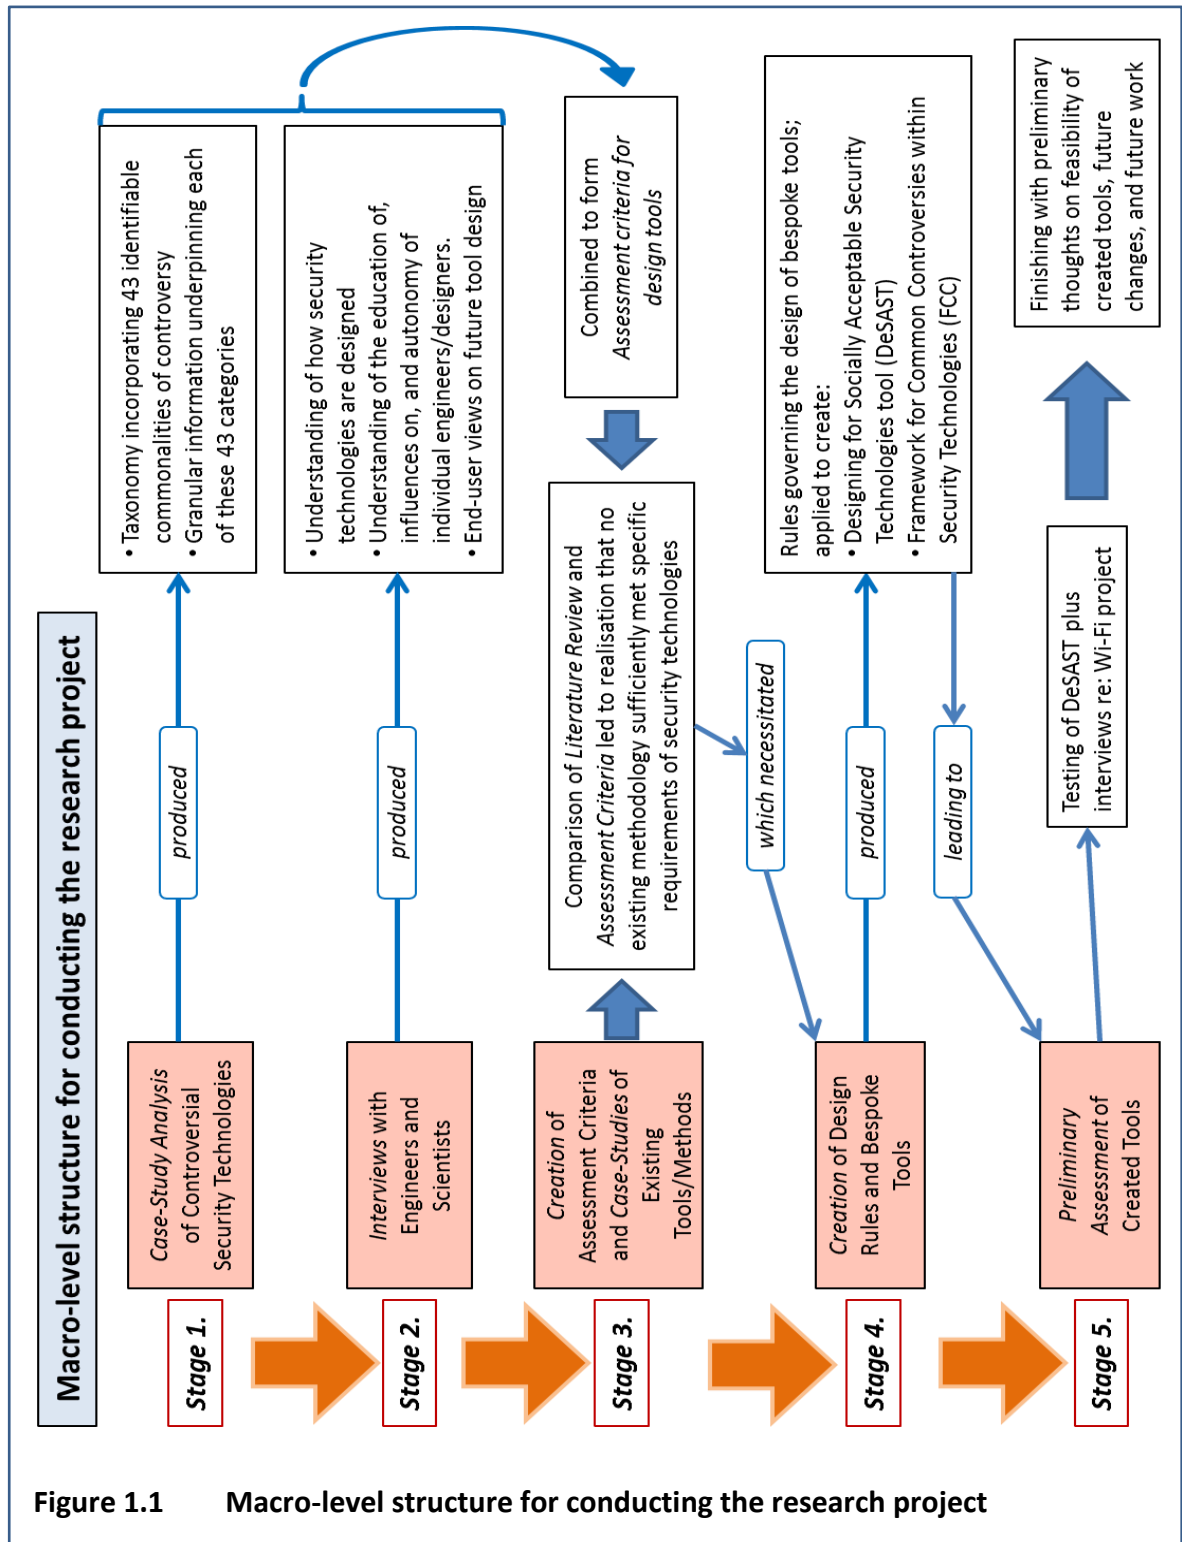 Macro-level structure for conducting the research project
Stage 1.
Case-Study Analysis
of Controversial
Security Technologies
produced
• Taxonomy incorporating 43 identifiable
commonalities of controversy
• Granular information underpinning each
of these 43 categories
Stage 2.
Interviews with
Engineers and
Scientists
produced
• Understanding of how security
technologies are designed
• Understanding of the education of,
influences on, and autonomy of
individual engineers/designers.
• End-user views on future tool design
Stage 3.
Creation of
Assessment Criteria
and Case-Studies of
Existing
Tools/Methods
Comparison of Literature Review and
Assessment Criteria led to realisation that no
existing methodology sufficiently met specific
requirements of security technologies
Combined to form
Assessment criteria for
design tools
which necessitated
Stage 4.
Creation of Design
Rules and Bespoke
Tools
produced
Rules governing the design of bespoke tools;
applied to create:
• Designing for Socially Acceptable Security
Technologies tool (DeSAST)
• Framework for Common Controversies within
Security Technologies (FCC)
leading to
Stage 5.
Preliminary
Assessment of
Created Tools
Testing of DeSAST plus
interviews re: Wi-Fi project
Finishing with preliminary
thoughts on feasibility of
created tools, future
changes, and future work
Figure 1.1 Macro-level structure for conducting the research project